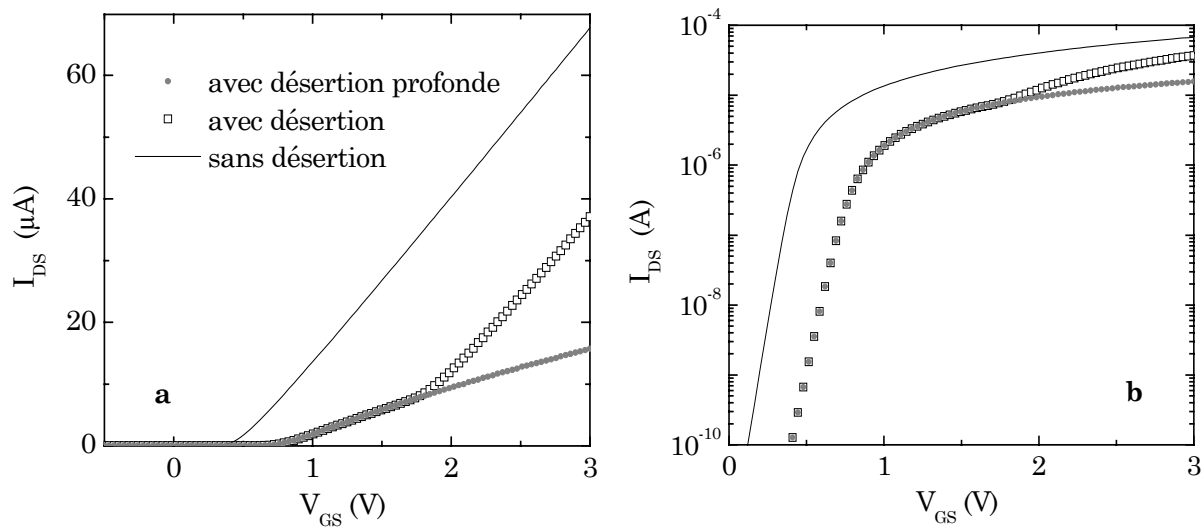 60
40
20
0
I_DS (µA)
avec désertion profonde
avec désertion
sans désertion
a
0 1 2 3
V_GS (V)
10^-4
10^-6
10^-8
10^-10
I_DS (A)
b
0 1 2 3
V_GS (V)